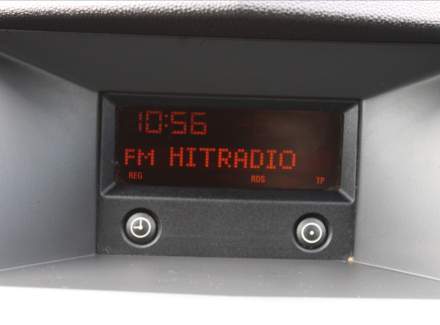 10:56
FM HITRADIO
REG RDS TP